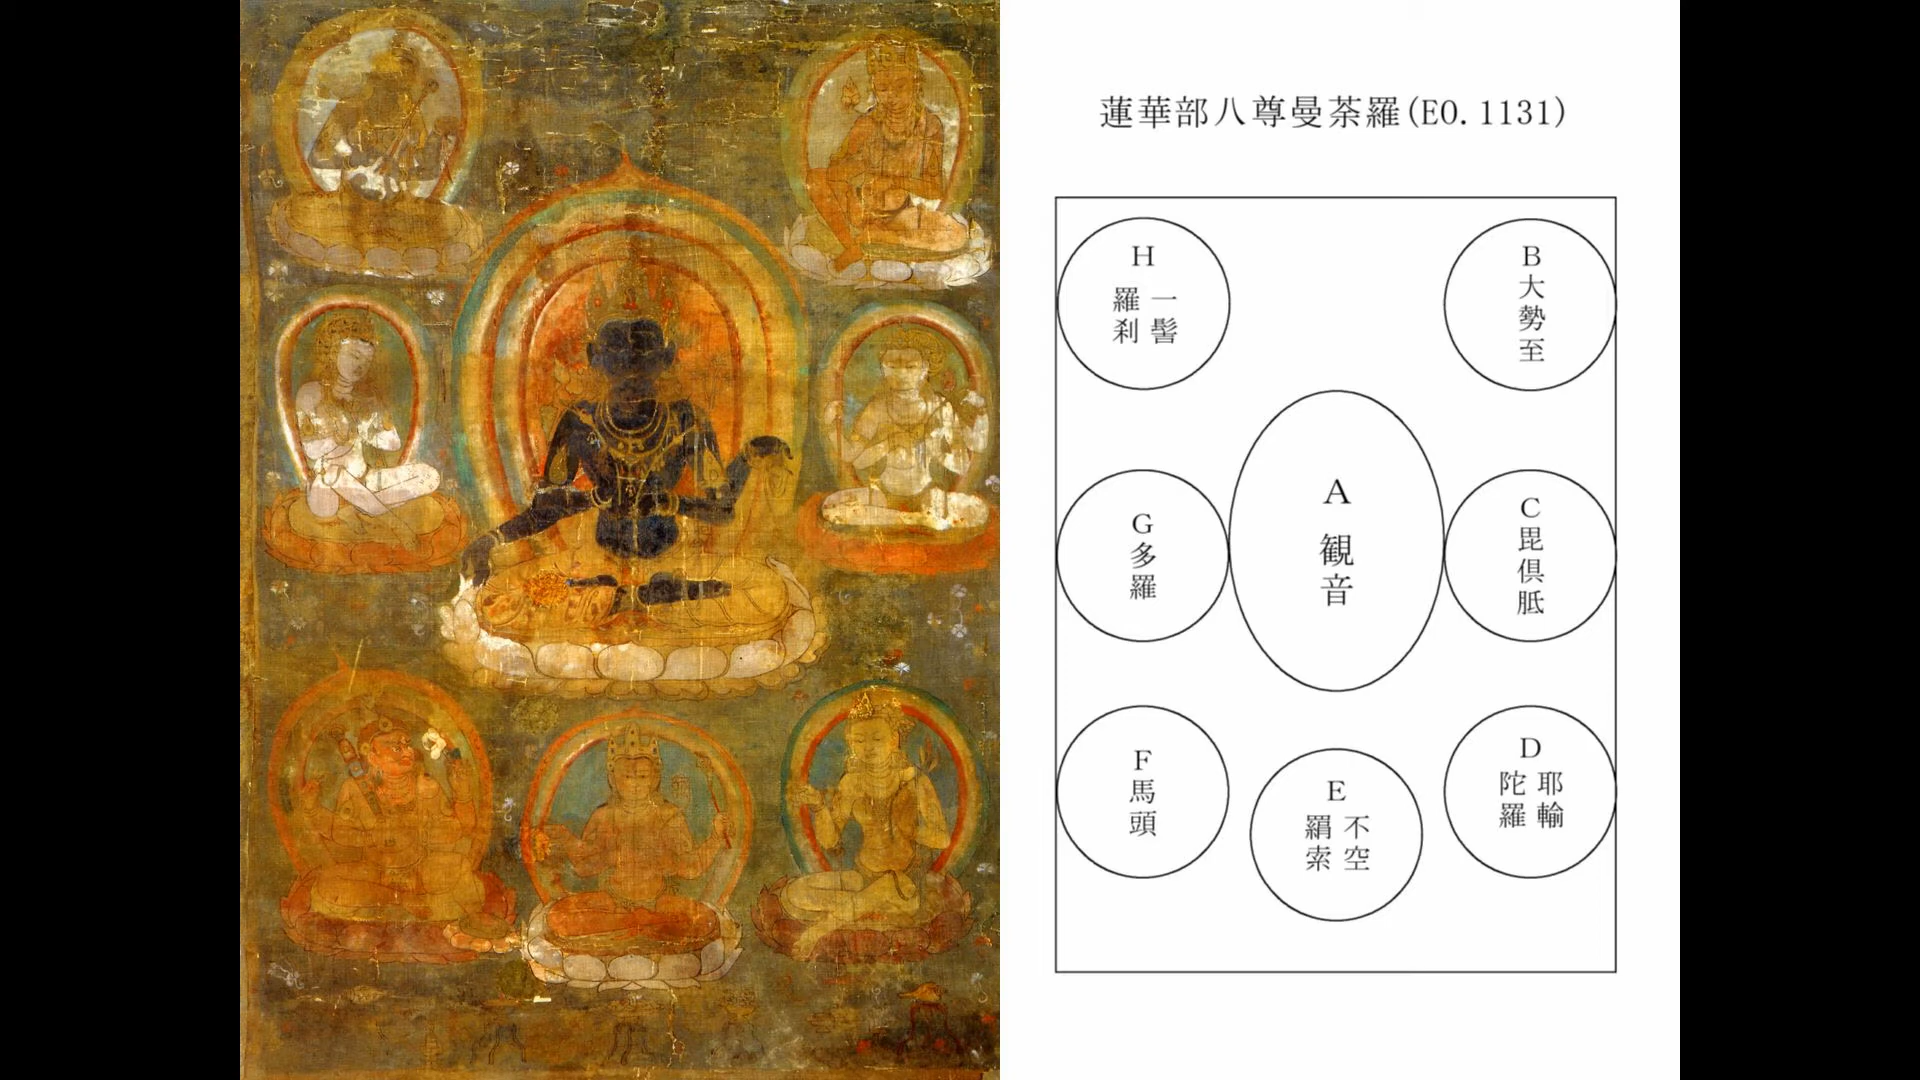 蓮華部八尊曼荼羅(EO.1131)
H
一髻
羅刹
B
大勢至
A
観音
G
多羅
C
毘倶胝
F
馬頭
E
不空
羂索
D
耶輸
陀羅